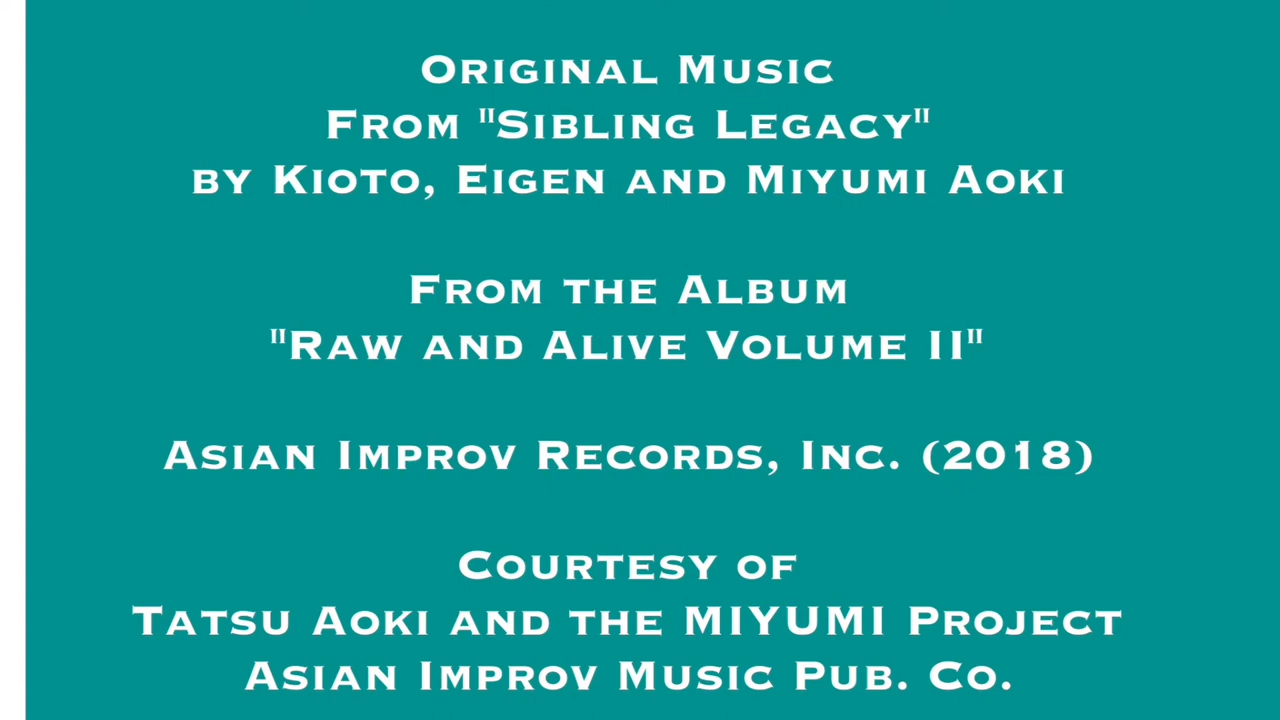 Original Music
From "Sibling Legacy"
by Kioto, Eigen and Miyumi Aoki
From the Album
"Raw and Alive Volume II"
Asian Improv Records, Inc. (2018)
Courtesy of
Tatsu Aoki and the MIYUMI Project
Asian Improv Music Pub. Co.